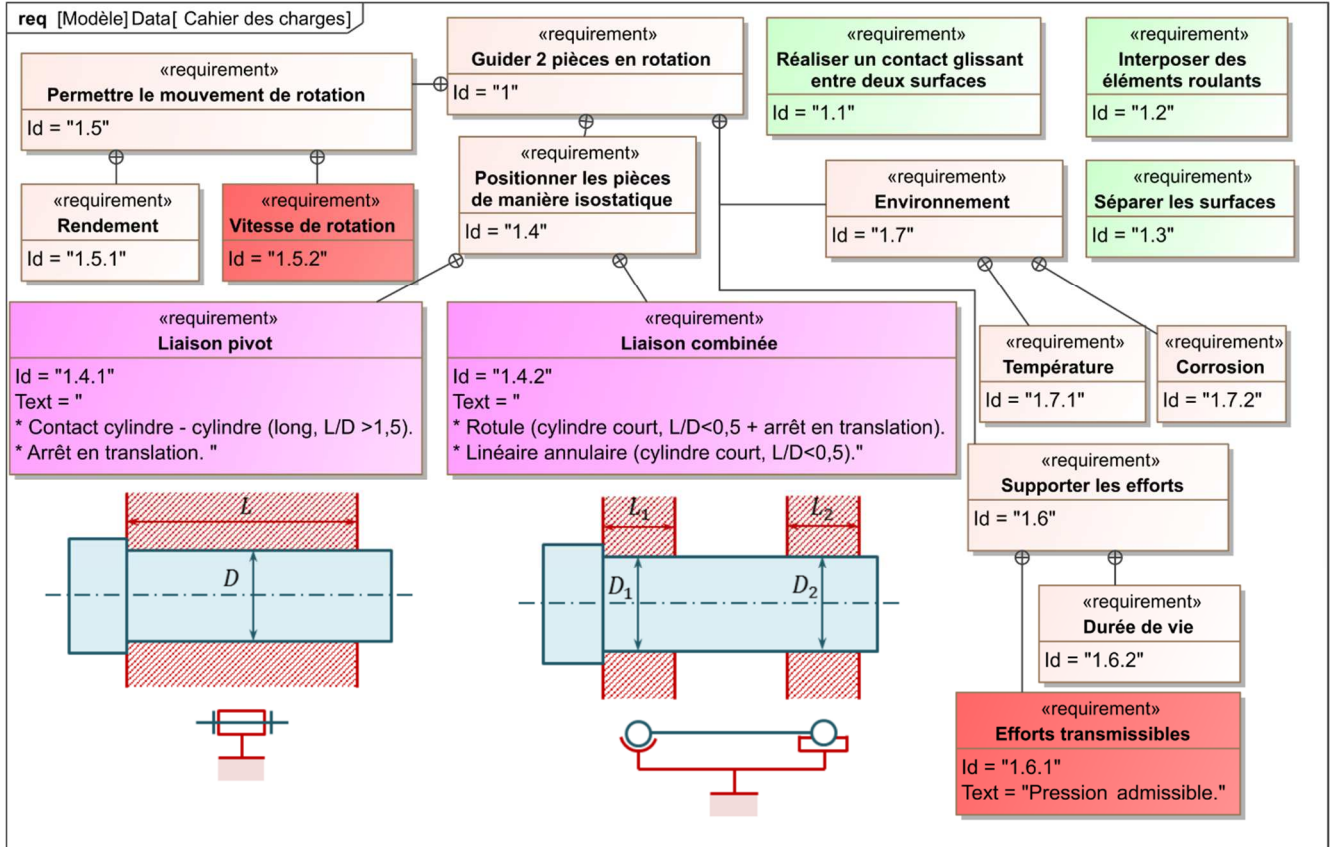 req [Modèle] Data[ Cahier des charges]
«requirement»
Guider 2 pièces en rotation
Id = "1"
«requirement»
Réaliser un contact glissant
entre deux surfaces
Id = "1.1"
«requirement»
Interposer des
éléments roulants
Id = "1.2"
«requirement»
Permettre le mouvement de rotation
Id = "1.5"
«requirement»
Positionner les pièces
de manière isostatique
Id = "1.4"
«requirement»
Environnement
Id = "1.7"
«requirement»
Séparer les surfaces
Id = "1.3"
«requirement»
Rendement
Id = "1.5.1"
«requirement»
Vitesse de rotation
Id = "1.5.2"
«requirement»
Liaison pivot
Id = "1.4.1"
Text = "
* Contact cylindre - cylindre (long, L/D >1,5).
* Arrêt en translation. "
«requirement»
Liaison combinée
Id = "1.4.2"
Text = "
* Rotule (cylindre court, L/D<0,5 + arrêt en translation).
* Linéaire annulaire (cylindre court, L/D<0,5)."
«requirement»
Température
Id = "1.7.1"
«requirement»
Corrosion
Id = "1.7.2"
«requirement»
Supporter les efforts
Id = "1.6"
«requirement»
Durée de vie
Id = "1.6.2"
«requirement»
Efforts transmissibles
Id = "1.6.1"
Text = "Pression admissible."
L
D
L₁
L₂
D₁
D₂